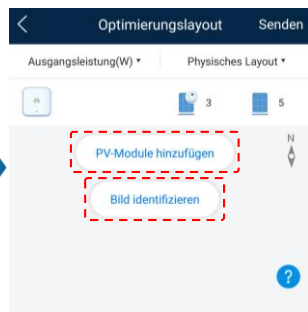 Optimierungslayout Senden
Ausgangsleistung(W) Physisches Layout
3 5
PV-Module hinzufügen
N
Bild identifizieren
?